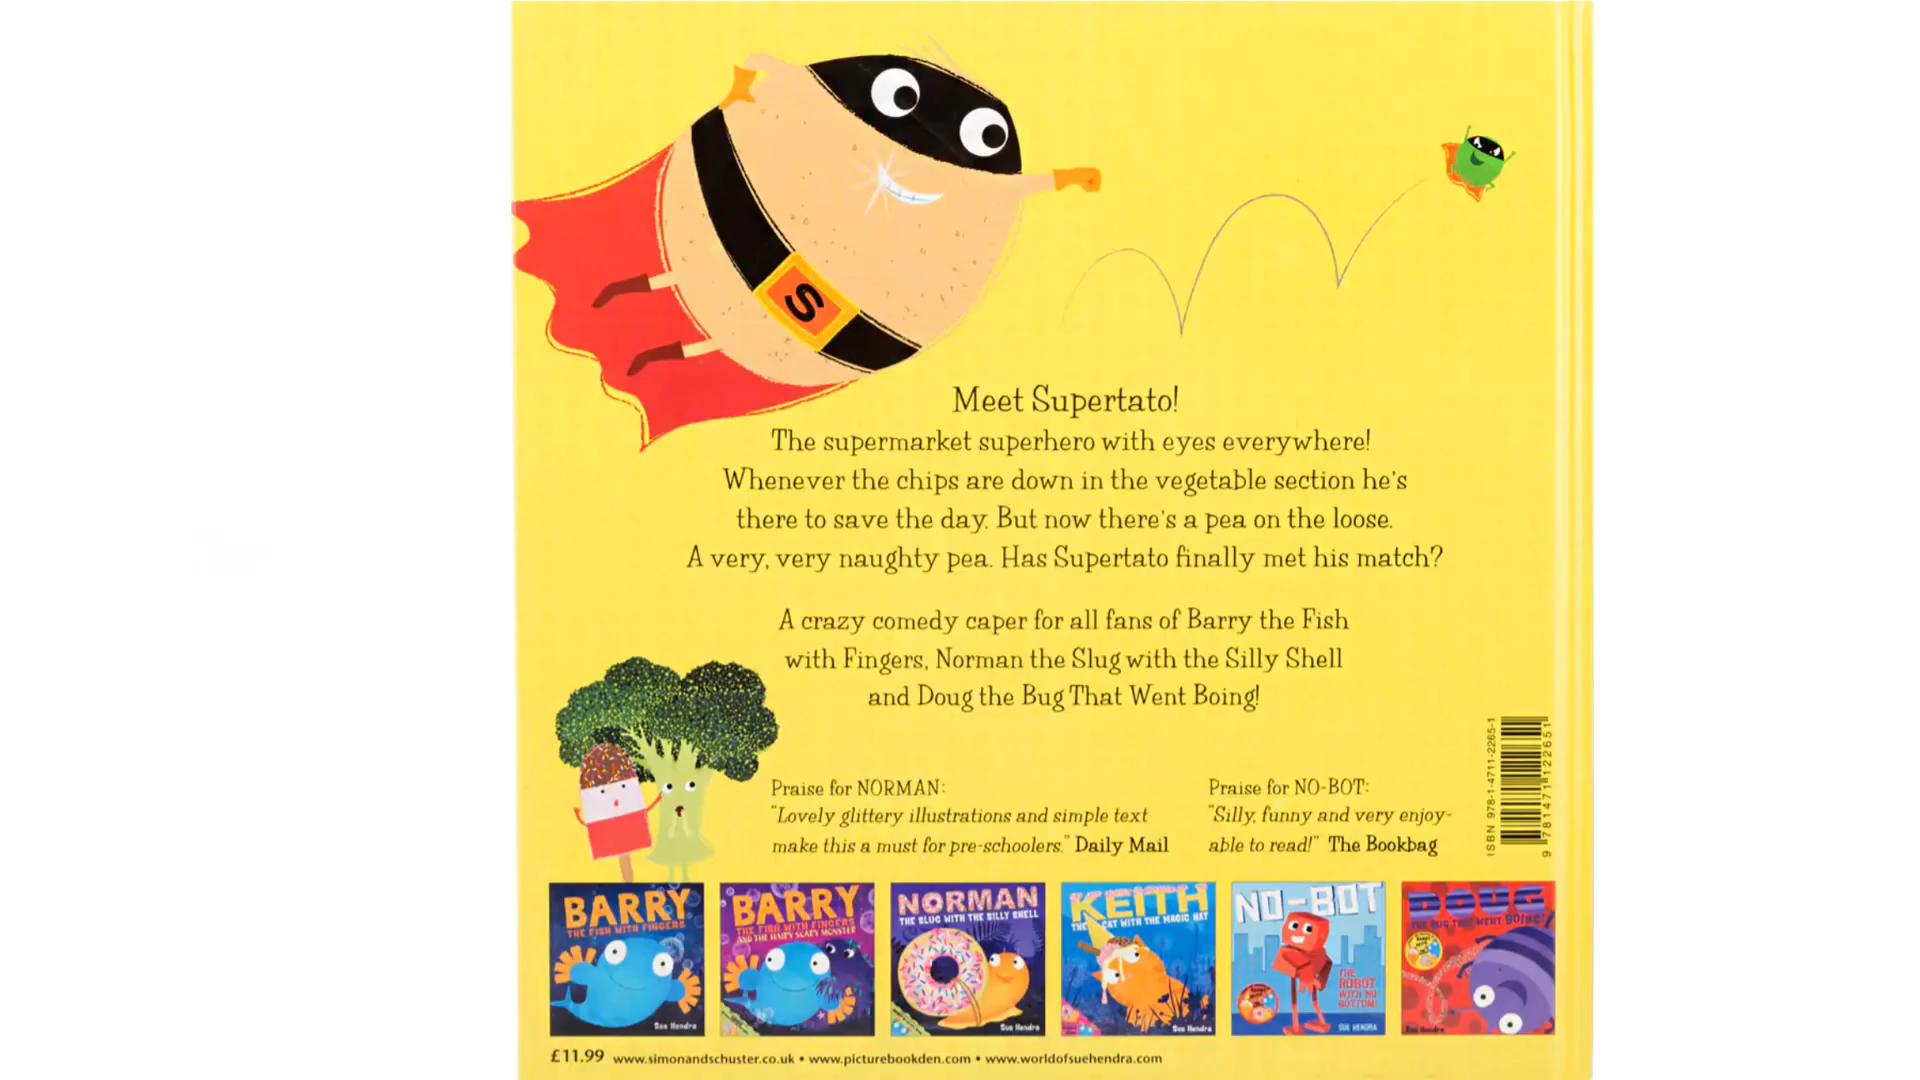 S
Meet Supertato!
The supermarket superhero with eyes everywhere!
Whenever the chips are down in the vegetable section he's
there to save the day. But now there's a pea on the loose.
A very, very naughty pea. Has Supertato finally met his match?
A crazy comedy caper for all fans of Barry the Fish
with Fingers, Norman the Slug with the Silly Shell
and Doug the Bug That Went Boing!
Praise for NORMAN:
"Lovely glittery illustrations and simple text
make this a must for pre-schoolers." Daily Mail
Praise for NO-BOT:
"Silly, funny and very enjoy-
able to read!" The Bookbag
ISBN 978-1-4711-2265-1
9 781471 122651
BARRY
THE FISH WITH FINGERS
Sue Hendra
BARRY
THE FISH WITH FINGERS
AND THE HAIRY SCARY MONSTER
NORMAN
THE SLUG WITH THE SILLY SHELL
Sue Hendra
KEITH
THE CAT WITH THE MAGIC HAT
Sue Hendra
NO-BOT
THE
ROBOT
WITH NO
BOTTOM!
SUE HENDRA
DOUG
THE BUG THAT WENT BOING!
Sue Hendra
£11.99 www.simonandschuster.co.uk • www.picturebookden.com • www.worldofsuehendra.com